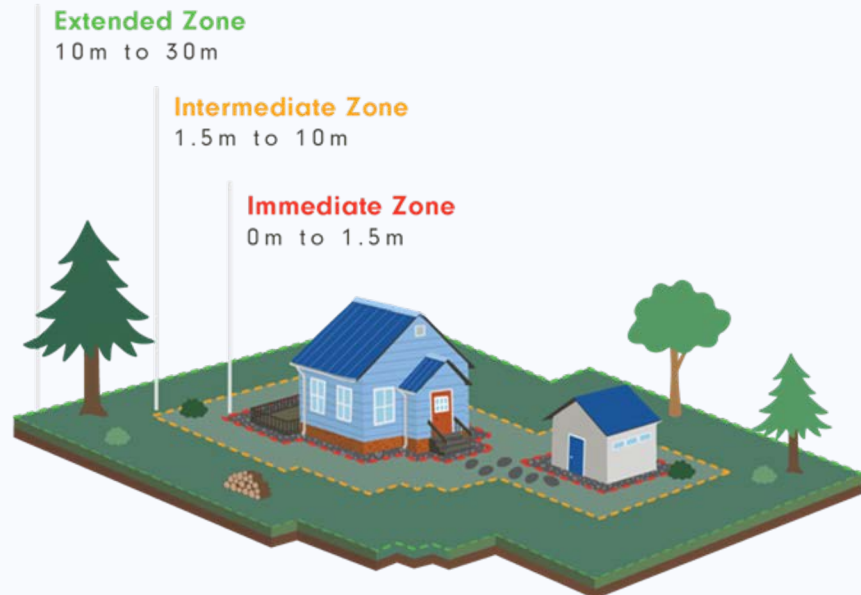 Extended Zone
10m to 30m
Intermediate Zone
1.5m to 10m
Immediate Zone
0m to 1.5m